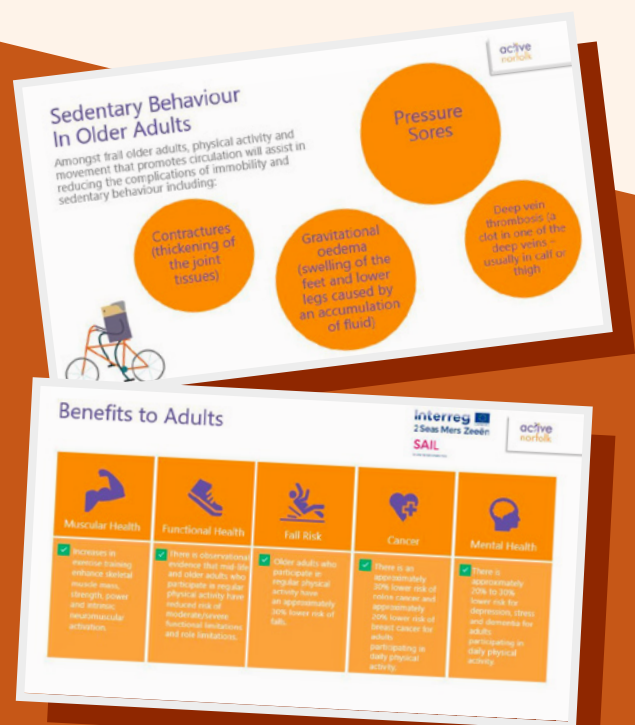 active
norfolk
Sedentary Behaviour
In Older Adults
Amongst frail older adults, physical activity and
movement that promotes circulation will assist in
reducing the complications of immobility and
sedentary behaviour including:
Pressure
Sores
Contractures
(thickening of
the joint
tissues)
Gravitational
oedema
(swelling of the
feet and lower
legs caused by
an accumulation
of fluid)
Deep vein
thrombosis (a
clot in one of the
deep veins –
usually in calf or
thigh
Benefits to Adults
Interreg
2 Seas Mers Zeeën
SAIL
active
norfolk
Muscular Health
Increases in
exercise training
enhance skeletal
muscle mass,
strength, power
and intrinsic
neuromuscular
activation.
Functional Health
There is observational
evidence that mid-life
and older adults who
participate in regular
physical activity have
reduced risk of
moderate/severe
functional limitations
and role limitations.
Fall Risk
Older adults who
participate in
regular physical
activity have
an approximately
30% lower risk of
falls.
Cancer
There is an
approximately
30% lower risk of
colon cancer and
approximately
20% lower risk of
breast cancer for
adults
participating in
daily physical
activity.
Mental Health
There is
approximately
20% to 30%
lower risk for
depression, stress
and dementia for
adults
participating in
daily physical
activity.